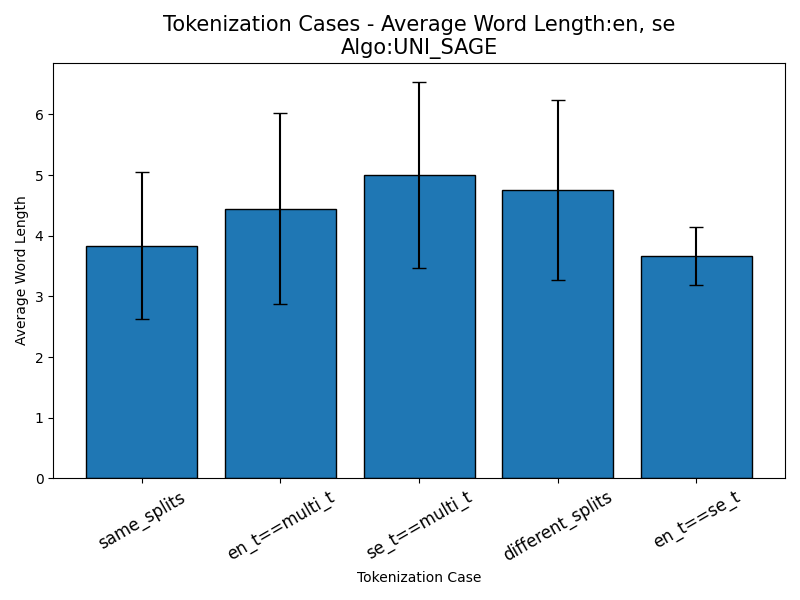 Tokenization Cases - Average Word Length:en, se
Algo:UNI_SAGE
6
5
4
3
2
1
0
Average Word Length
same_splits
en_t==multi_t
se_t==multi_t
different_splits
en_t==se_t
Tokenization Case